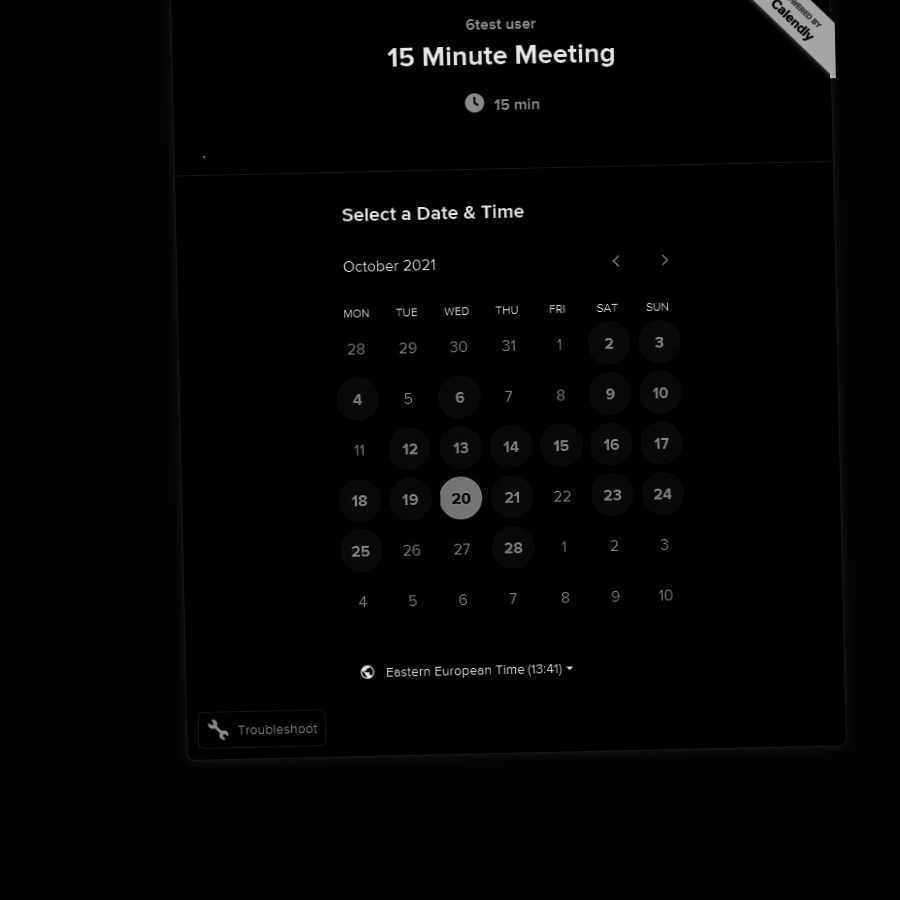 6test user
15 Minute Meeting
15 min
POWERED BY
Calendly
Select a Date & Time
October 2021
MON TUE WED THU FRI SAT SUN
28 29 30 31 1 2 3
4 5 6 7 8 9 10
11 12 13 14 15 16 17
18 19 20 21 22 23 24
25 26 27 28 1 2 3
4 5 6 7 8 9 10
Eastern European Time (13:41)
Troubleshoot